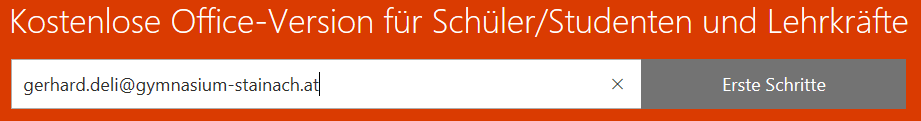 Kostenlose Office-Version für Schüler/Studenten und Lehrkräfte
gerhard.deli@gymnasium-stainach.at Erste Schritte